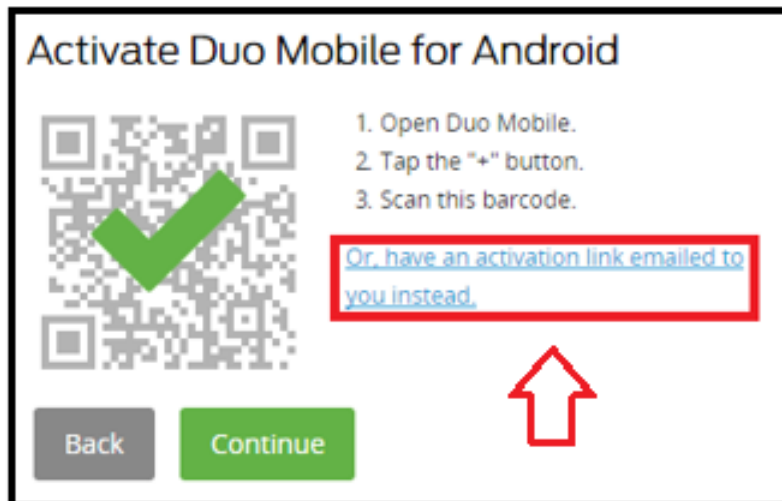 Activate Duo Mobile for Android
1. Open Duo Mobile.
2. Tap the "+" button.
3. Scan this barcode.
Or, have an activation link emailed to
you instead.
Back
Continue